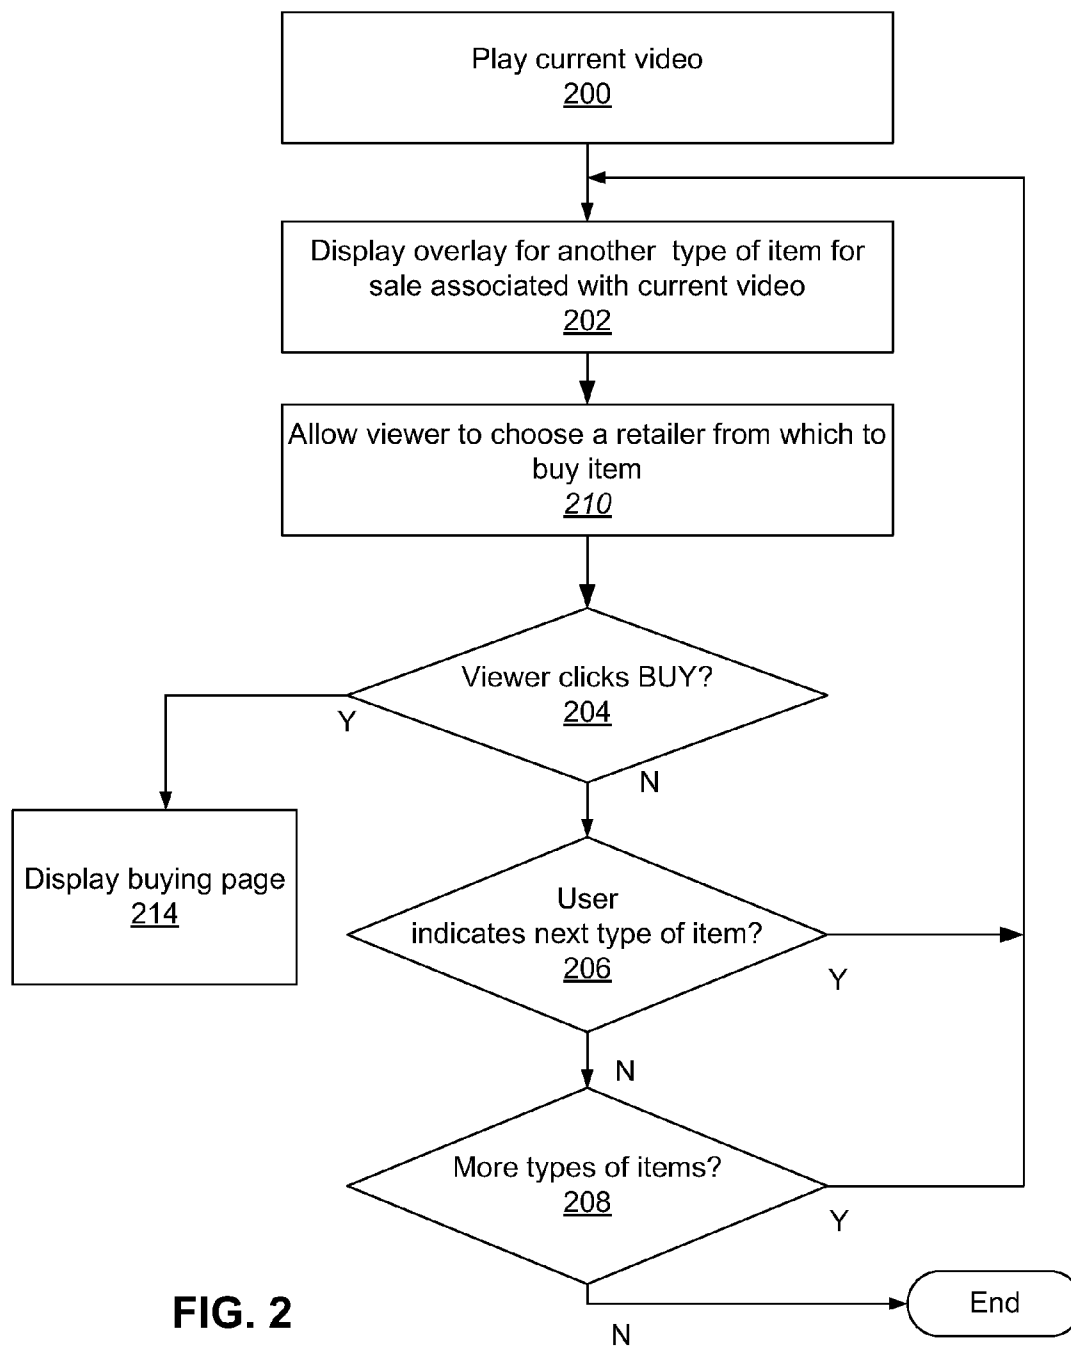 Play current video
200
Display overlay for another type of item for
sale associated with current video
202
Allow viewer to choose a retailer from which to
buy item
210
Viewer clicks BUY?
204
Y
N
Display buying page
214
User
indicates next type of item?
206
Y
N
More types of items?
208
Y
End
N
FIG. 2